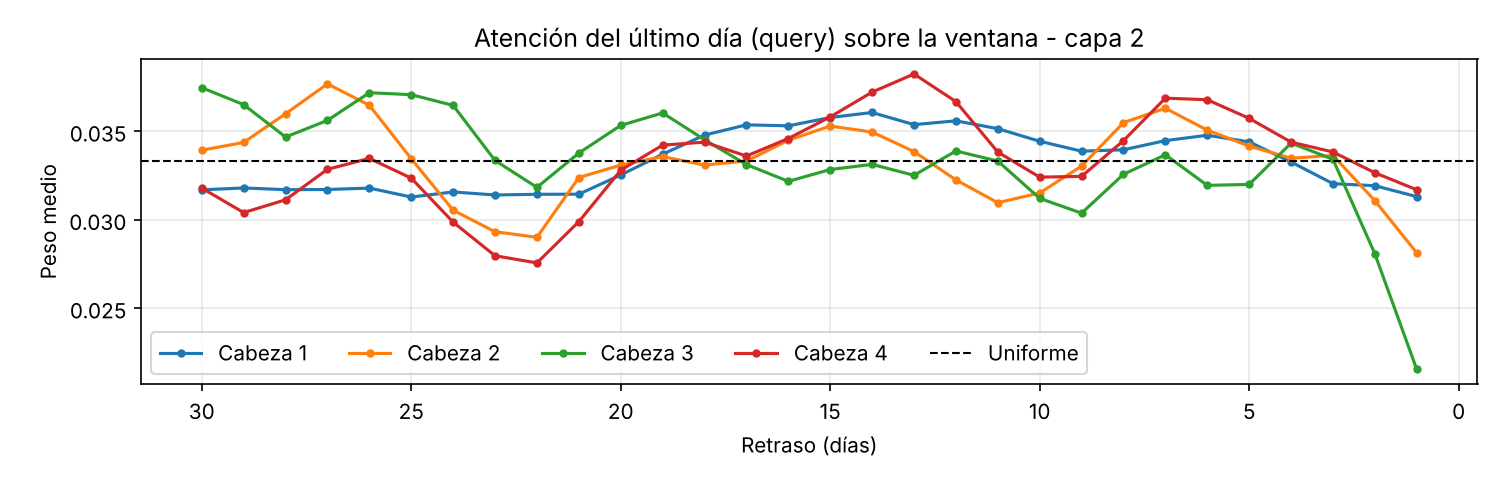 Atención del último día (query) sobre la ventana - capa 2
Peso medio
0.035
0.030
0.025
Cabeza 1
Cabeza 2
Cabeza 3
Cabeza 4
Uniforme
30
25
20
15
10
5
0
Retraso (días)